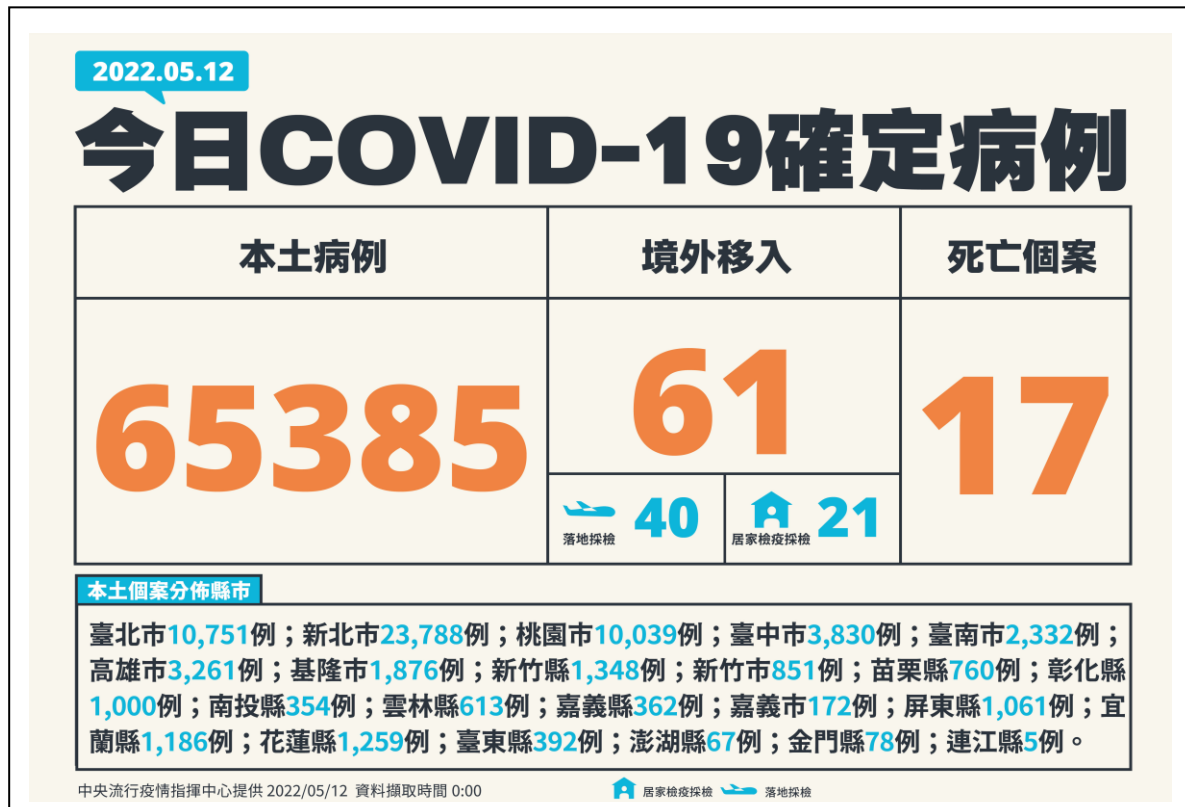 2022.05.12
今日COVID-19確定病例
本土病例
境外移入
死亡個案
65385
61
17
落地採檢
40
居家檢疫採檢
21
本土個案分佈縣市
臺北市10,751例；新北市23,788例；桃園市10,039例；臺中市3,830例；臺南市2,332例；
高雄市3,261例；基隆市1,876例；新竹縣1,348例；新竹市851例；苗栗縣760例；彰化縣
1,000例；南投縣354例；雲林縣613例；嘉義縣362例；嘉義市172例；屏東縣1,061例；宜
蘭縣1,186例；花蓮縣1,259例；臺東縣392例；澎湖縣67例；金門縣78例；連江縣5例。
中央流行疫情指揮中心提供 2022/05/12 資料擷取時間 0:00
居家檢疫採檢
落地採檢